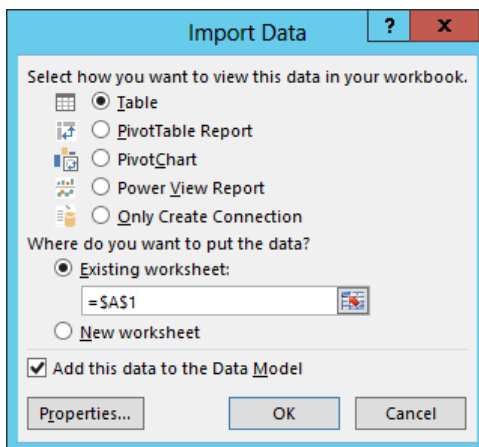 Import Data
?
x
Select how you want to view this data in your workbook.
Table
PivotTable Report
PivotChart
Power View Report
Only Create Connection
Where do you want to put the data?
Existing worksheet:
=$A$1
New worksheet
Add this data to the Data Model
Properties... OK Cancel